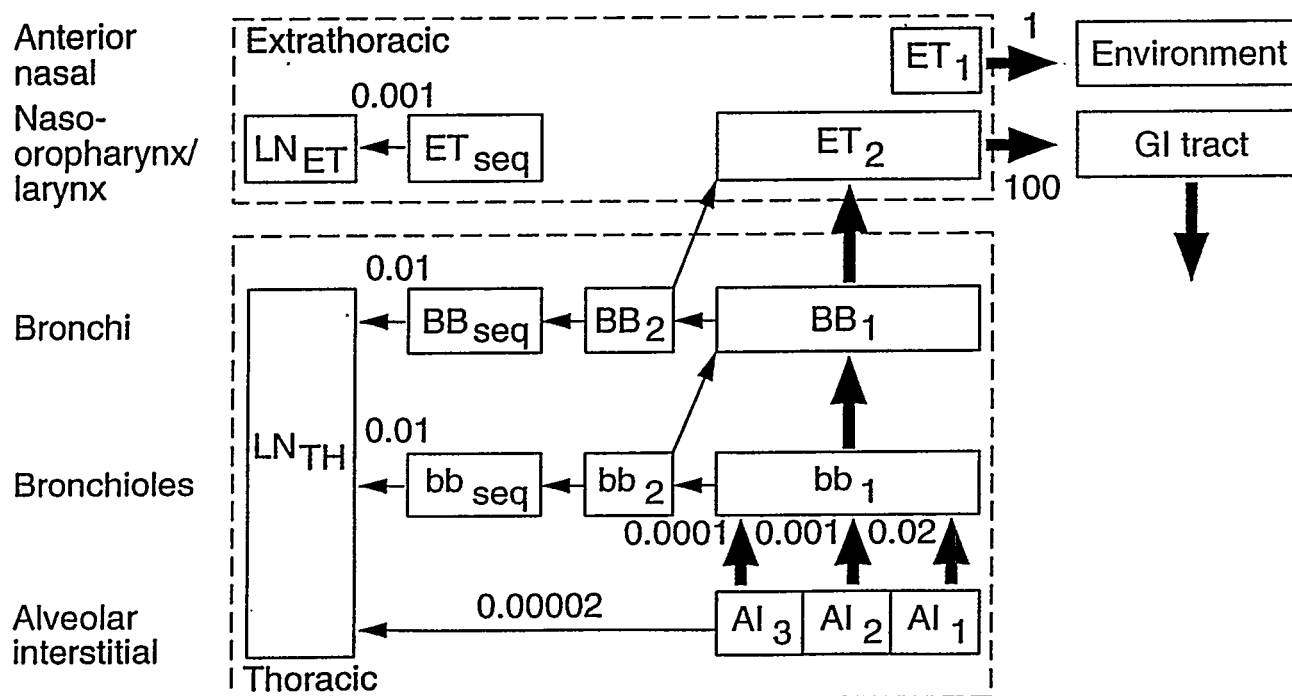 Anterior
nasal
Extrathoracic
ET1
1
Environment
Naso-
oropharynx/
larynx
0.001
LNET
ETseq
ET2
100
GI tract
Bronchi
0.01
BBseq
BB2
BB1
LNTH
Bronchioles
0.01
bbseq
bb2
bb1
0.0001
0.001
0.02
Alveolar
interstitial
0.00002
AI3
AI2
AI1
Thoracic